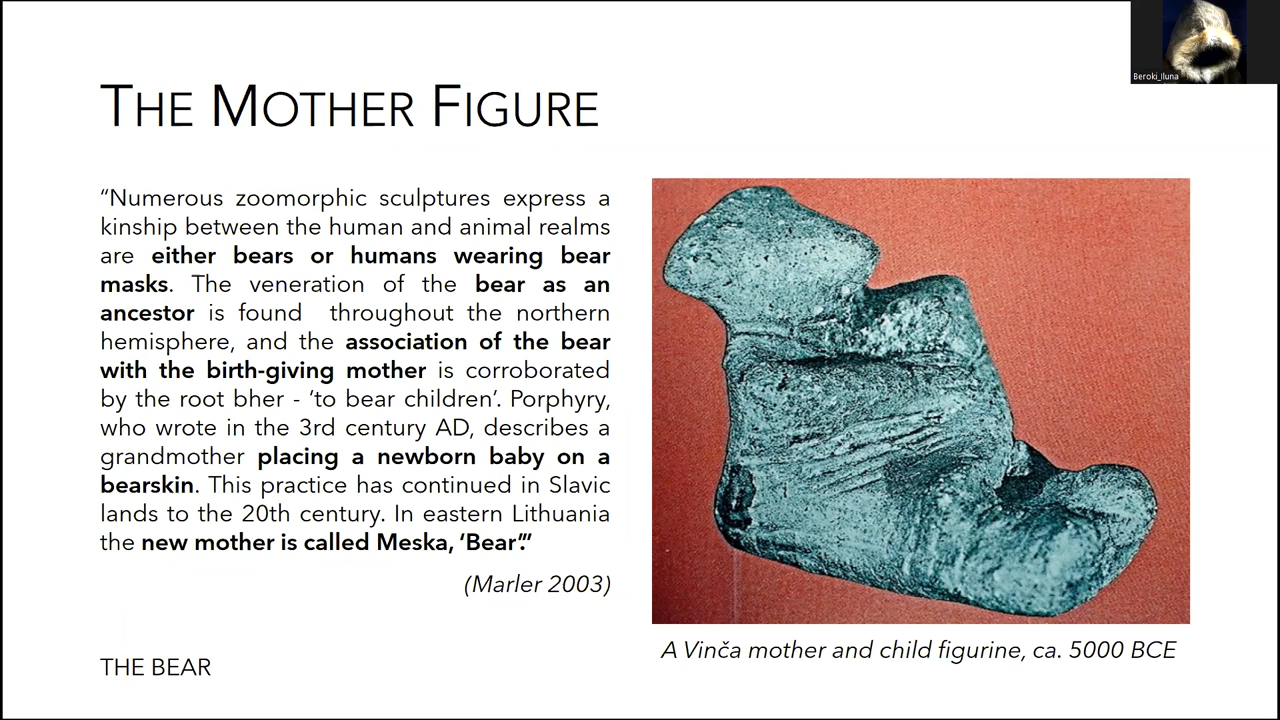 Beroki_Iluna
THE MOTHER FIGURE
“Numerous zoomorphic sculptures express a
kinship between the human and animal realms
are either bears or humans wearing bear
masks. The veneration of the bear as an
ancestor is found throughout the northern
hemisphere, and the association of the bear
with the birth-giving mother is corroborated
by the root bher - ‘to bear children’. Porphyry,
who wrote in the 3rd century AD, describes a
grandmother placing a newborn baby on a
bearskin. This practice has continued in Slavic
lands to the 20th century. In eastern Lithuania
the new mother is called Meska, ‘Bear’.”
(Marler 2003)
A Vinča mother and child figurine, ca. 5000 BCE
THE BEAR